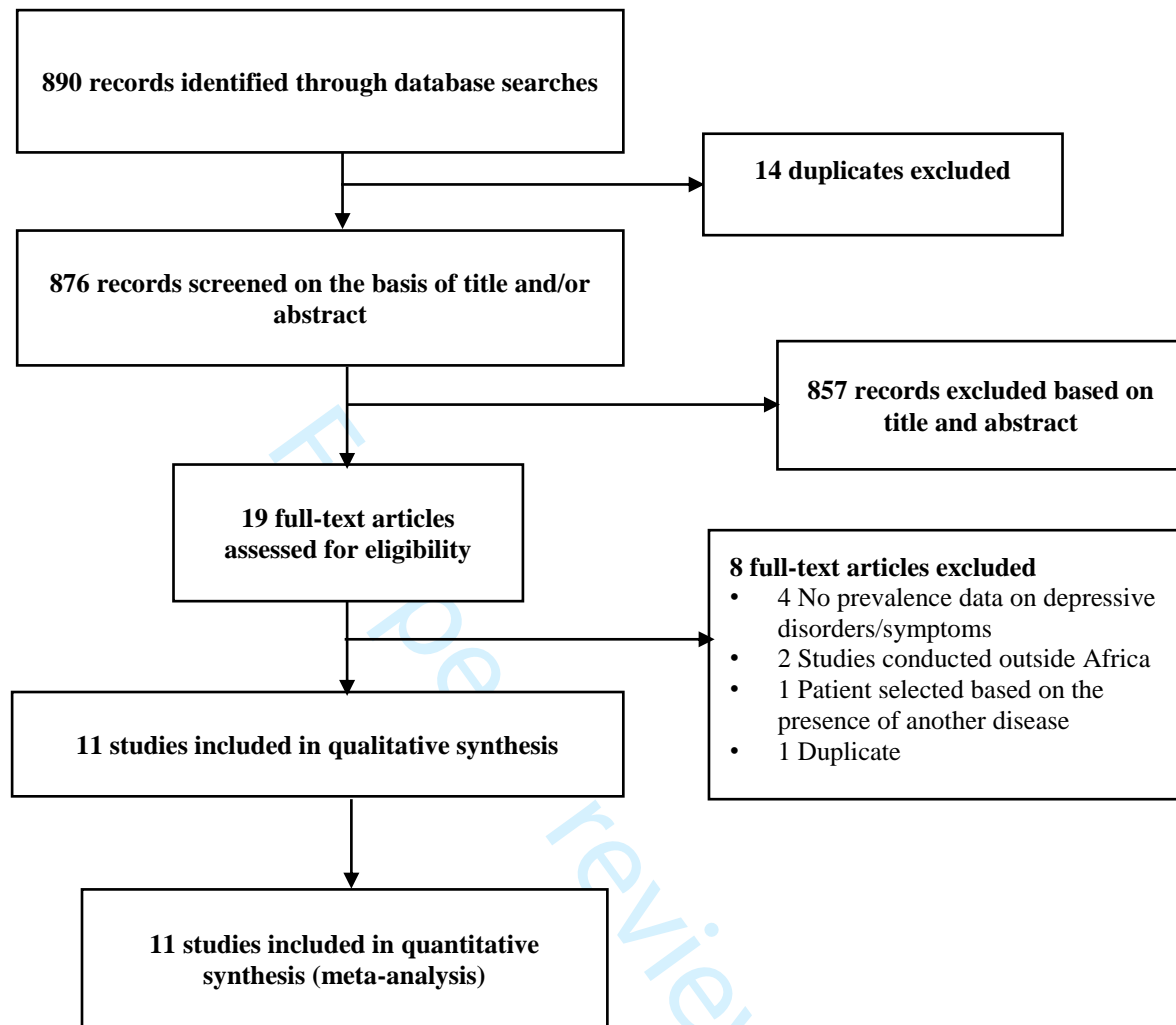 890 records identified through database searches
14 duplicates excluded
876 records screened on the basis of title and/or
abstract
857 records excluded based on
title and abstract
19 full-text articles
assessed for eligibility
8 full-text articles excluded
• 4 No prevalence data on depressive
disorders/symptoms
• 2 Studies conducted outside Africa
• 1 Patient selected based on the
presence of another disease
• 1 Duplicate
11 studies included in qualitative synthesis
11 studies included in quantitative
synthesis (meta-analysis)